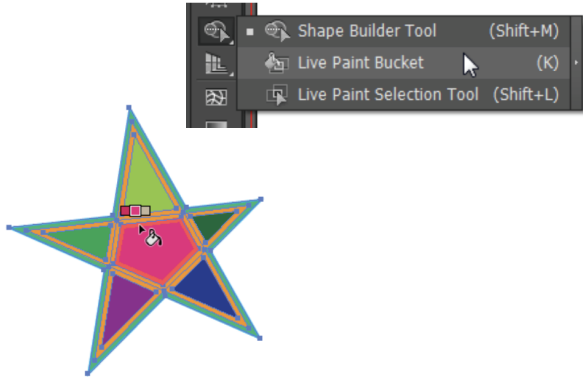 Shape Builder Tool (Shift+M)
Live Paint Bucket (K)
Live Paint Selection Tool (Shift+L)